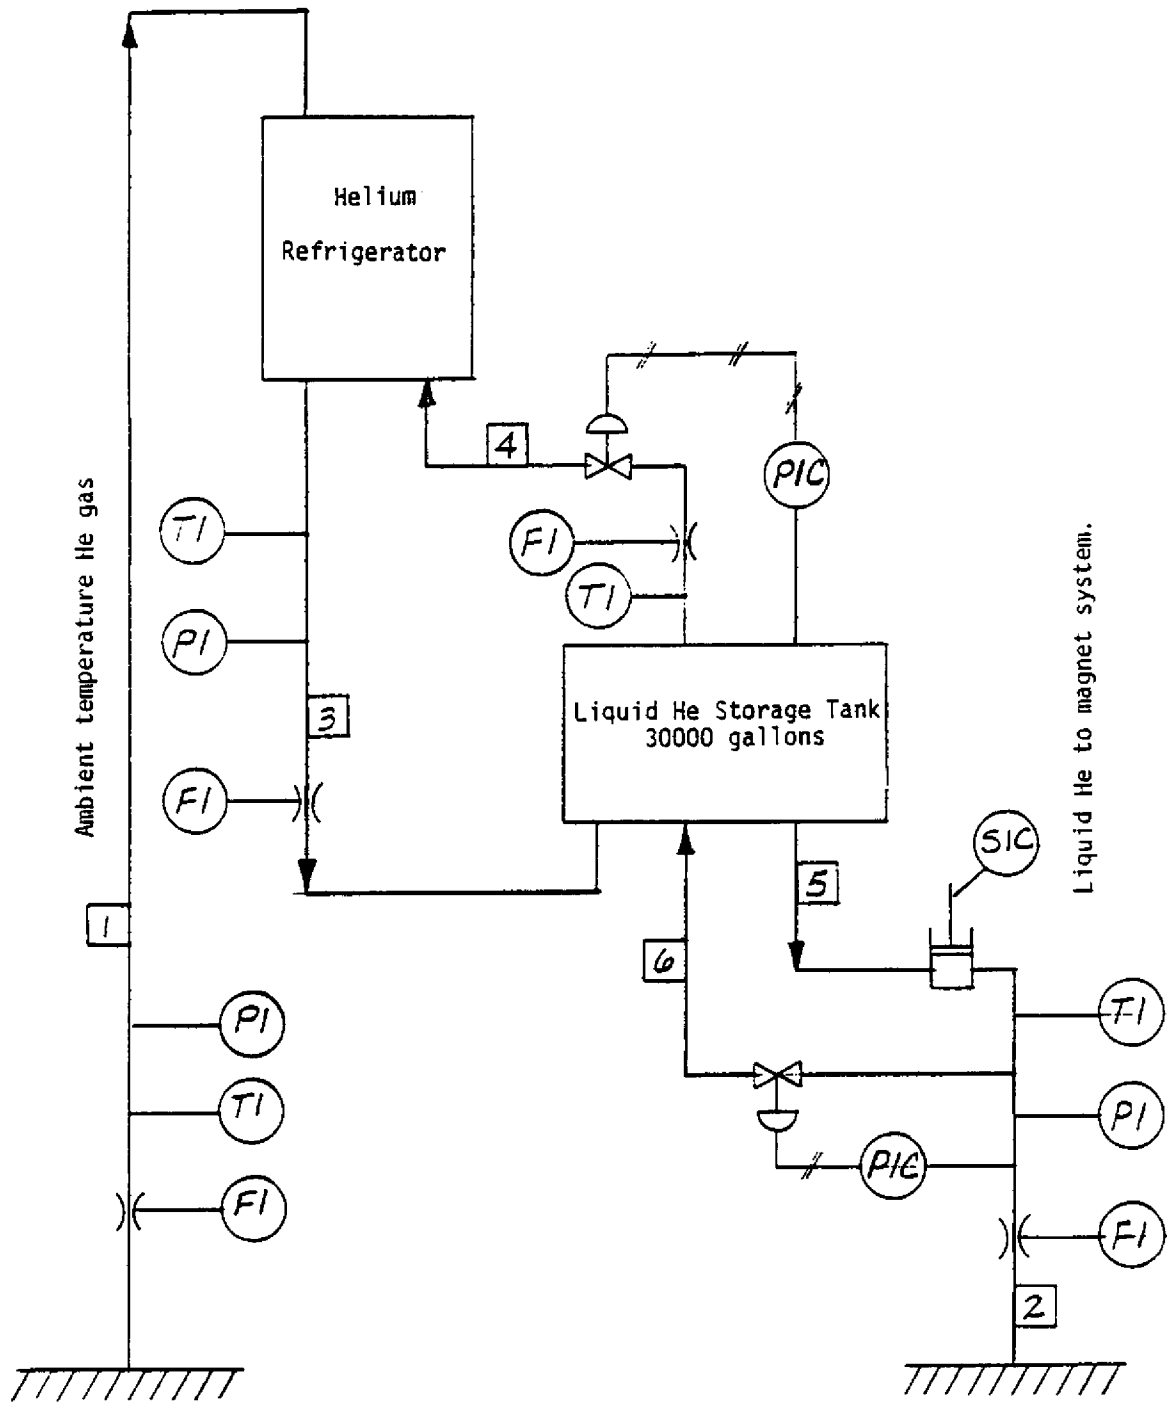 Helium
Refrigerator
4
PIC
TI
FI
TI
PI
3
Liquid He Storage Tank
30000 gallons
FI
Ambient temperature He gas
Liquid He to magnet system.
SIC
5
1
6
TI
PI
TI
PI
PIC
FI
FI
2